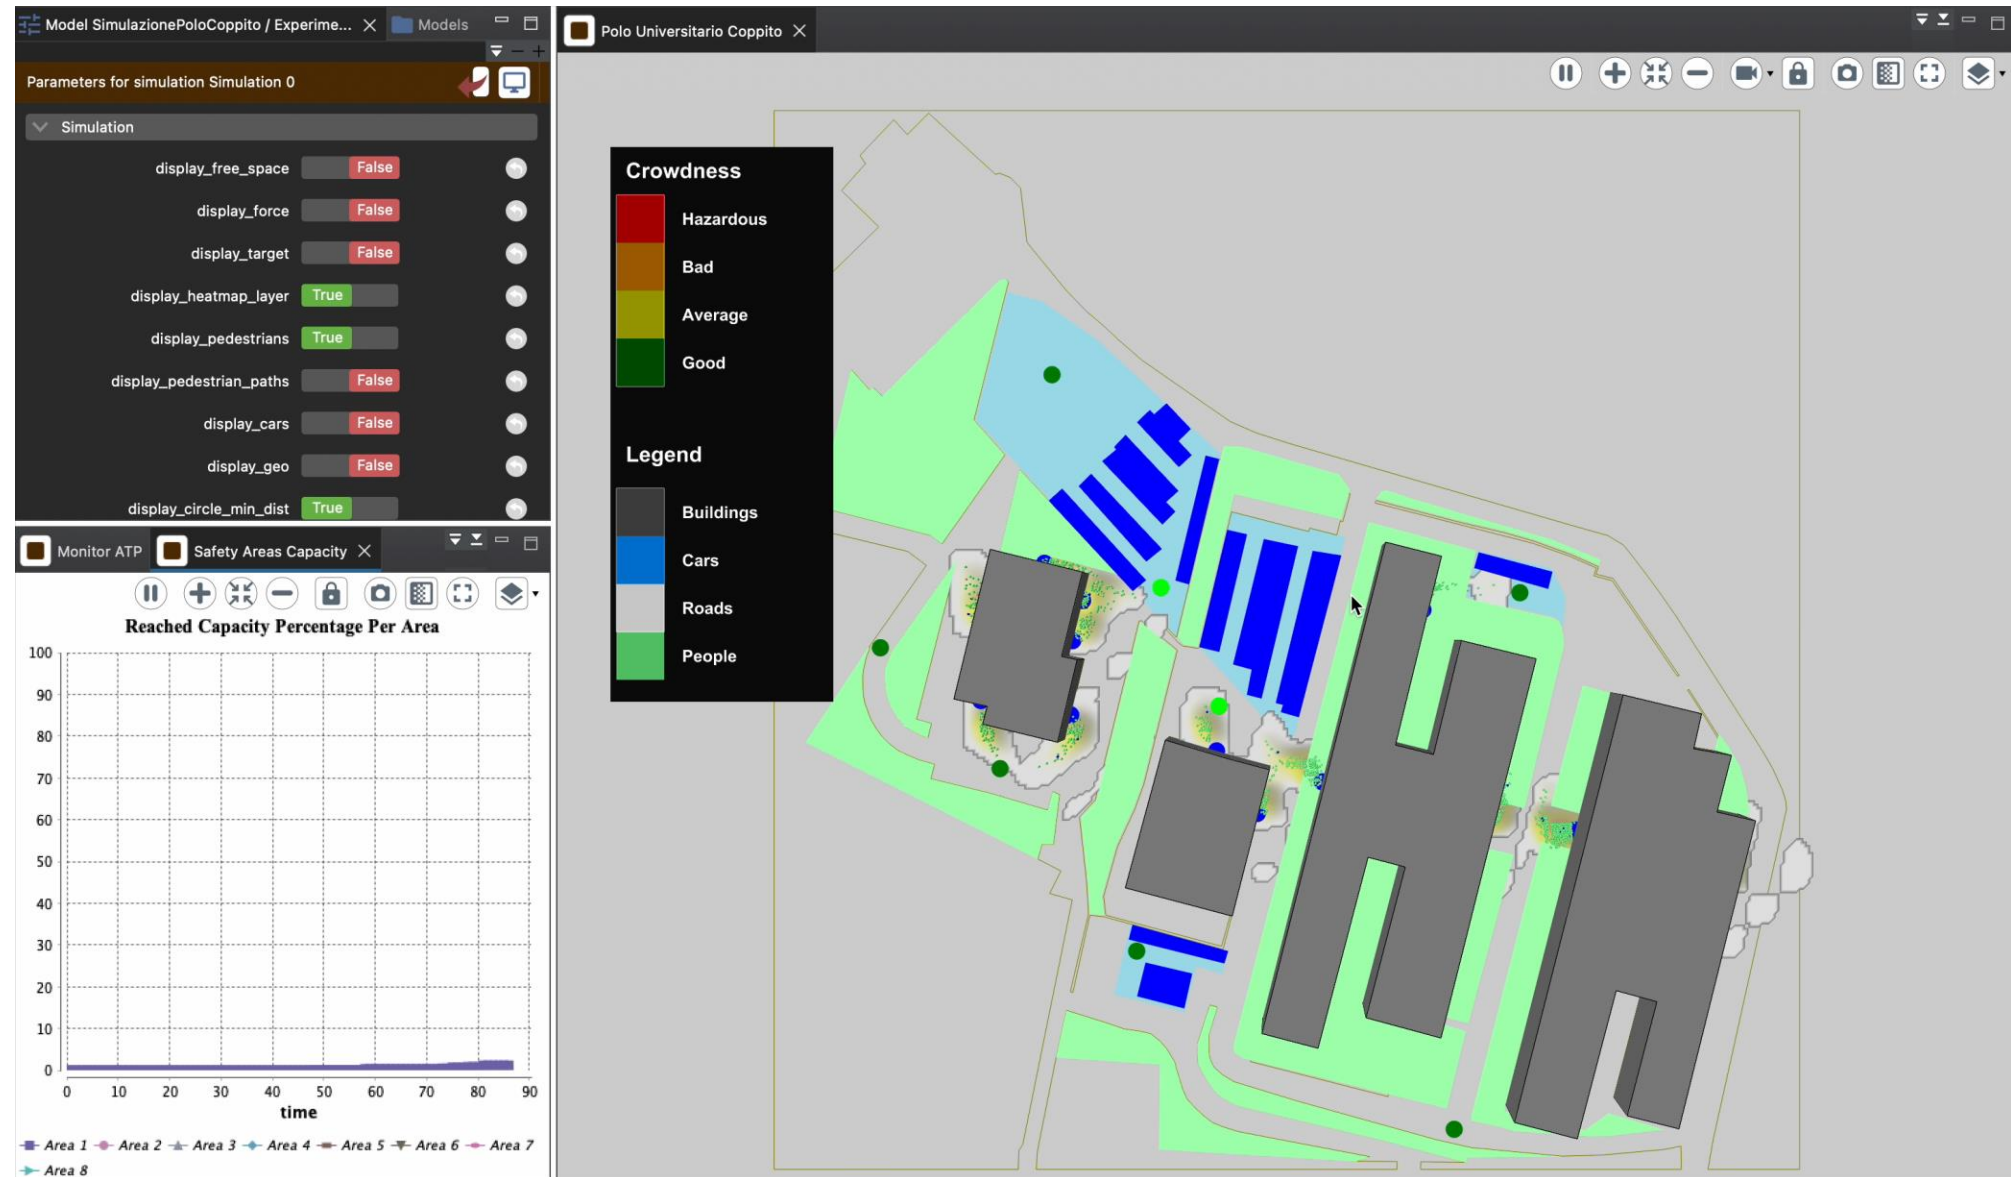 Model SimulazionePoloCoppito / Experime...
Models
Parameters for simulation Simulation 0
Simulation
display_free_space False
display_force False
display_target False
display_heatmap_layer True
display_pedestrians True
display_pedestrian_paths False
display_cars False
display_geo False
display_circle_min_dist True
Monitor ATP
Safety Areas Capacity
Reached Capacity Percentage Per Area
100
90
80
70
60
50
40
30
20
10
0
0 10 20 30 40 50 60 70 80 90
time
Area 1 Area 2 Area 3 Area 4 Area 5 Area 6 Area 7
Area 8
Polo Universitario Coppito
Crowdness
Hazardous
Bad
Average
Good
Legend
Buildings
Cars
Roads
People